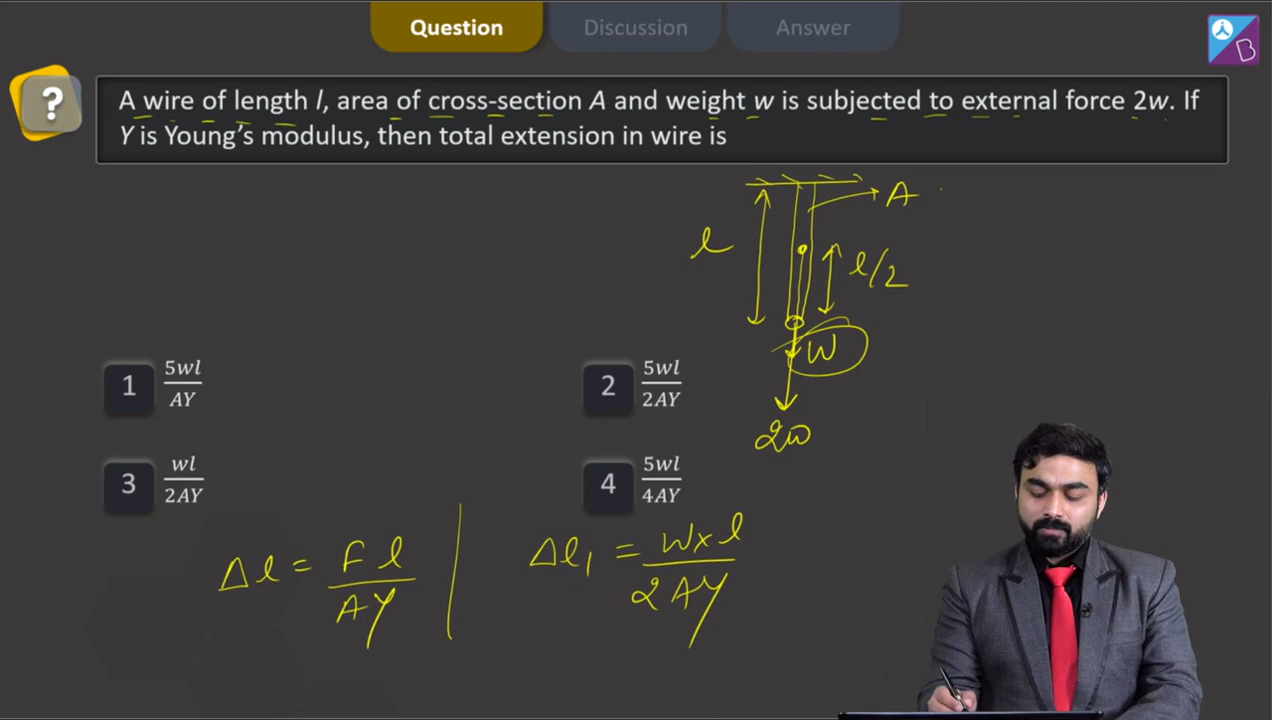 Question Discussion Answer
? A wire of length l, area of cross-section A and weight w is subjected to external force 2w. If
Y is Young's modulus, then total extension in wire is
A
l
l/2
W
2w
1 5wl/AY
2 5wl/2AY
3 wl/2AY
4 5wl/4AY
Δl = Fl/AY
Δl₁ = W×l/2AY
B